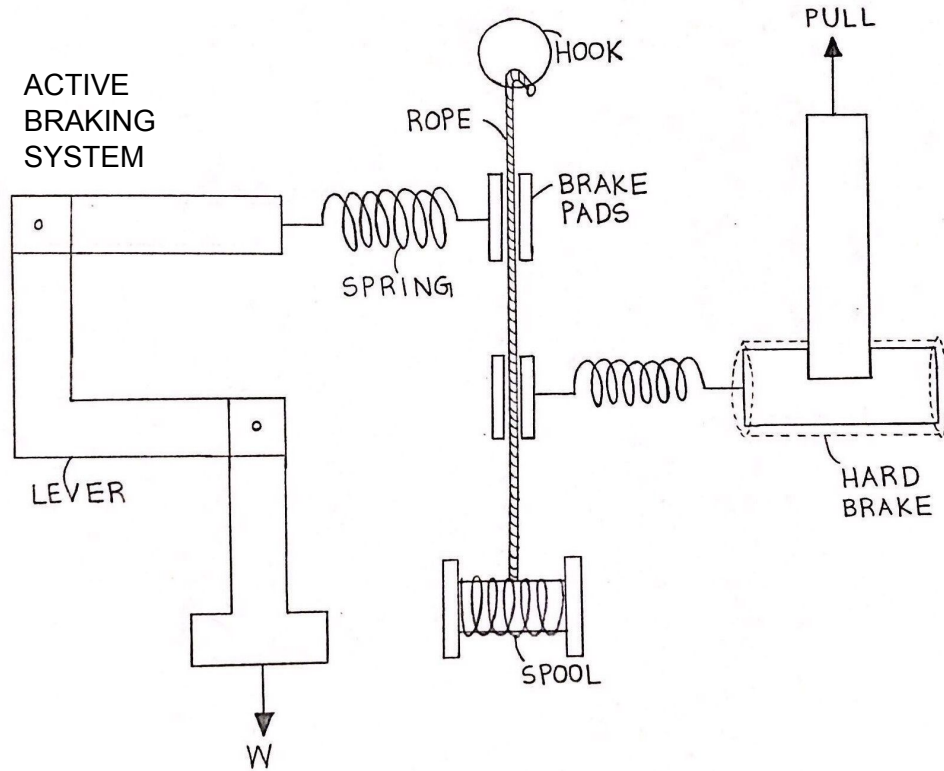 PULL
HOOK
ACTIVE
BRAKING
SYSTEM
ROPE
BRAKE
PADS
SPRING
LEVER
HARD
BRAKE
SPOOL
W